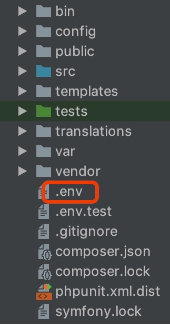 bin
config
public
src
templates
tests
translations
var
vendor
.env
.env.test
.gitignore
composer.json
composer.lock
phpunit.xml.dist
symfony.lock